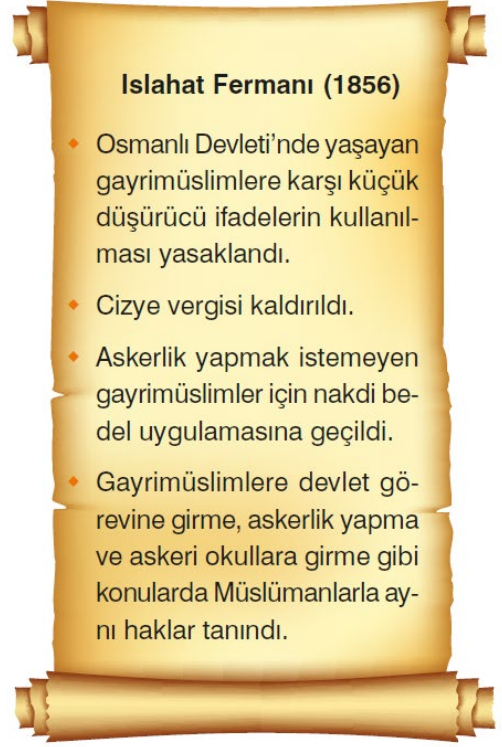 Islahat Fermanı (1856)
◆ Osmanlı Devleti'nde yaşayan
gayrimüslimlere karşı küçük
düşürücü ifadelerin kullanıl-
ması yasaklandı.
◆ Cizye vergisi kaldırıldı.
◆ Askerlik yapmak istemeyen
gayrimüslimler için nakdi be-
del uygulamasına geçildi.
◆ Gayrimüslimlere devlet gö-
revine girme, askerlik yapma
ve askeri okullara girme gibi
konularda Müslümanlarla ay-
nı haklar tanındı.